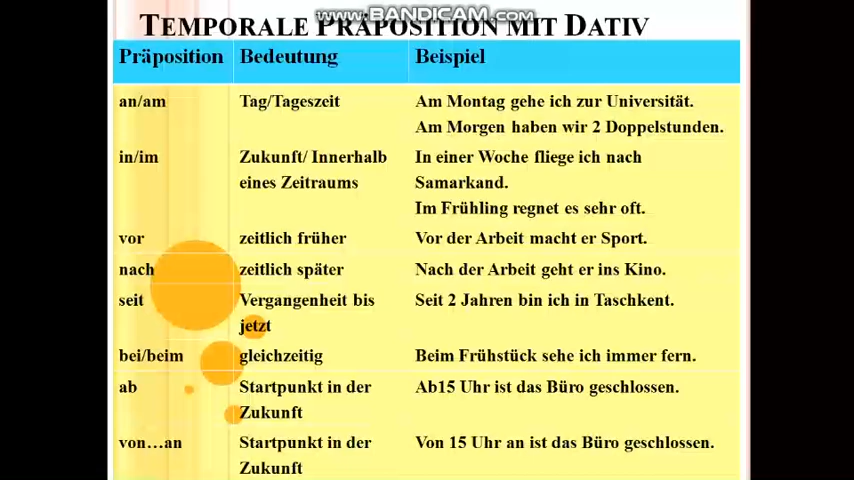 www.BANDICAM.com
TEMPORALE PRÄPOSITION MIT DATIV
Präposition Bedeutung Beispiel
an/am Tag/Tageszeit Am Montag gehe ich zur Universität.
Am Morgen haben wir 2 Doppelstunden.
in/im Zukunft/ Innerhalb In einer Woche fliege ich nach
eines Zeitraums Samarkand.
Im Frühling regnet es sehr oft.
vor zeitlich früher Vor der Arbeit macht er Sport.
nach zeitlich später Nach der Arbeit geht er ins Kino.
seit Vergangenheit bis Seit 2 Jahren bin ich in Taschkent.
jetzt
bei/beim gleichzeitig Beim Frühstück sehe ich immer fern.
ab Startpunkt in der Ab15 Uhr ist das Büro geschlossen.
Zukunft
von…an Startpunkt in der Von 15 Uhr an ist das Büro geschlossen.
Zukunft